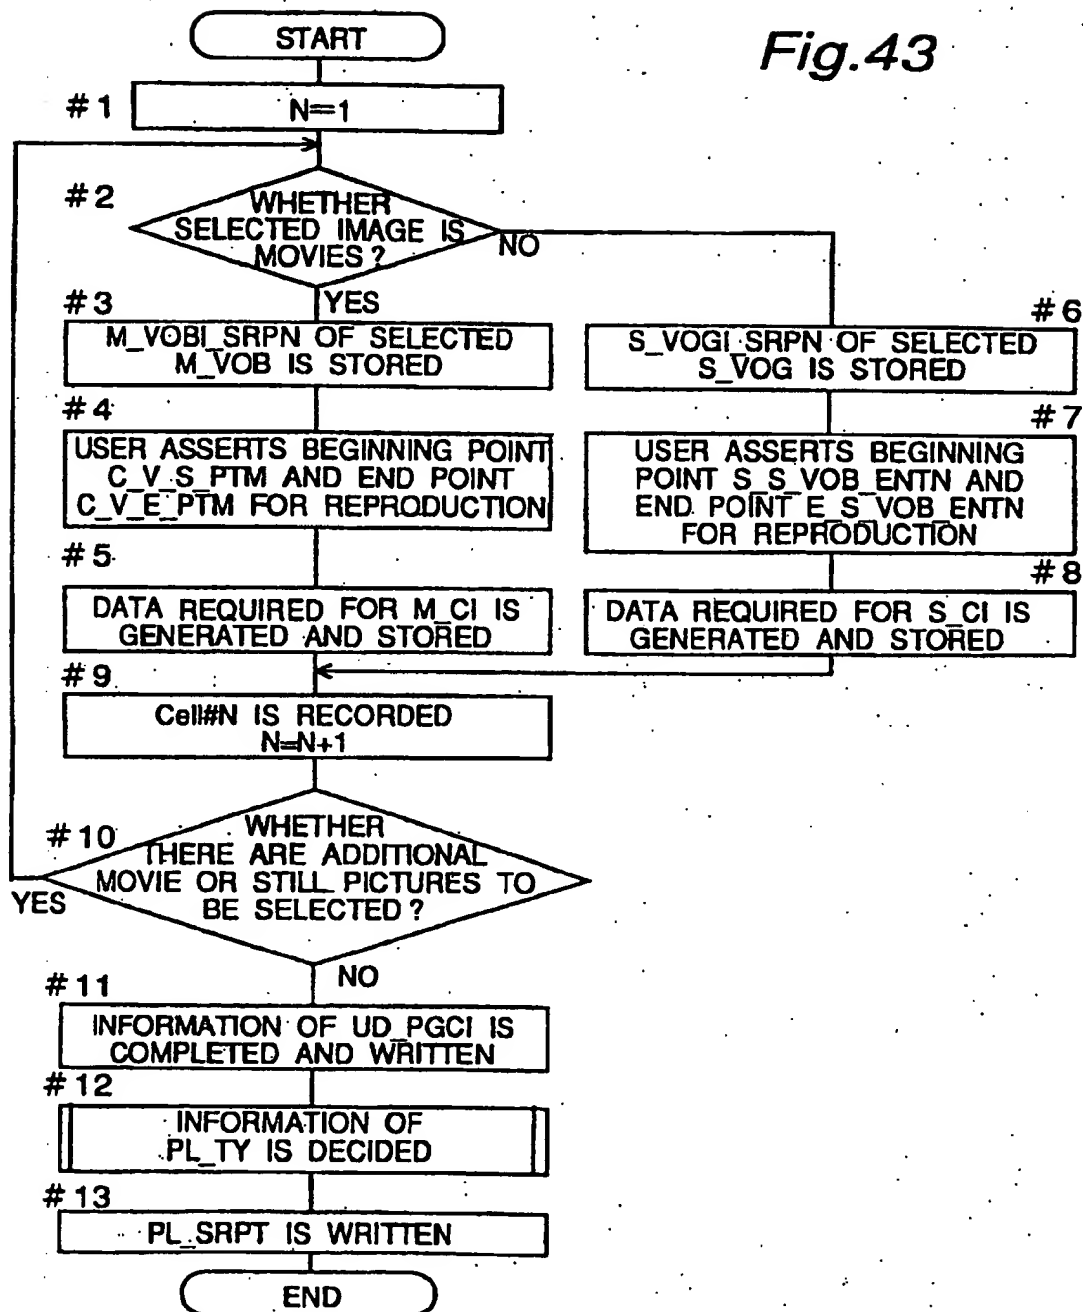 Fig.43
START
#1
N=1
#2
WHETHER
SELECTED IMAGE IS
MOVIES?
NO
YES
#3
M_VOBI_SRPN OF SELECTED
M_VOB IS STORED
#4
USER ASSERTS BEGINNING POINT
C_V_S_PTM AND END POINT
C_V_E_PTM FOR REPRODUCTION
#5
DATA REQUIRED FOR M_CI IS
GENERATED AND STORED
#6
S_VOGI_SRPN OF SELECTED
S_VOG IS STORED
#7
USER ASSERTS BEGINNING
POINT S_S_VOB_ENTN AND
END POINT E_S_VOB_ENTN
FOR REPRODUCTION
#8
DATA REQUIRED FOR S_CI IS
GENERATED AND STORED
#9
Cell#N IS RECORDED
N=N+1
#10
WHETHER
THERE ARE ADDITIONAL
MOVIE OR STILL PICTURES TO
BE SELECTED?
YES
NO
#11
INFORMATION OF UD_PGCI IS
COMPLETED AND WRITTEN
#12
INFORMATION OF
PL_TY IS DECIDED
#13
PL_SRPT IS WRITTEN
END